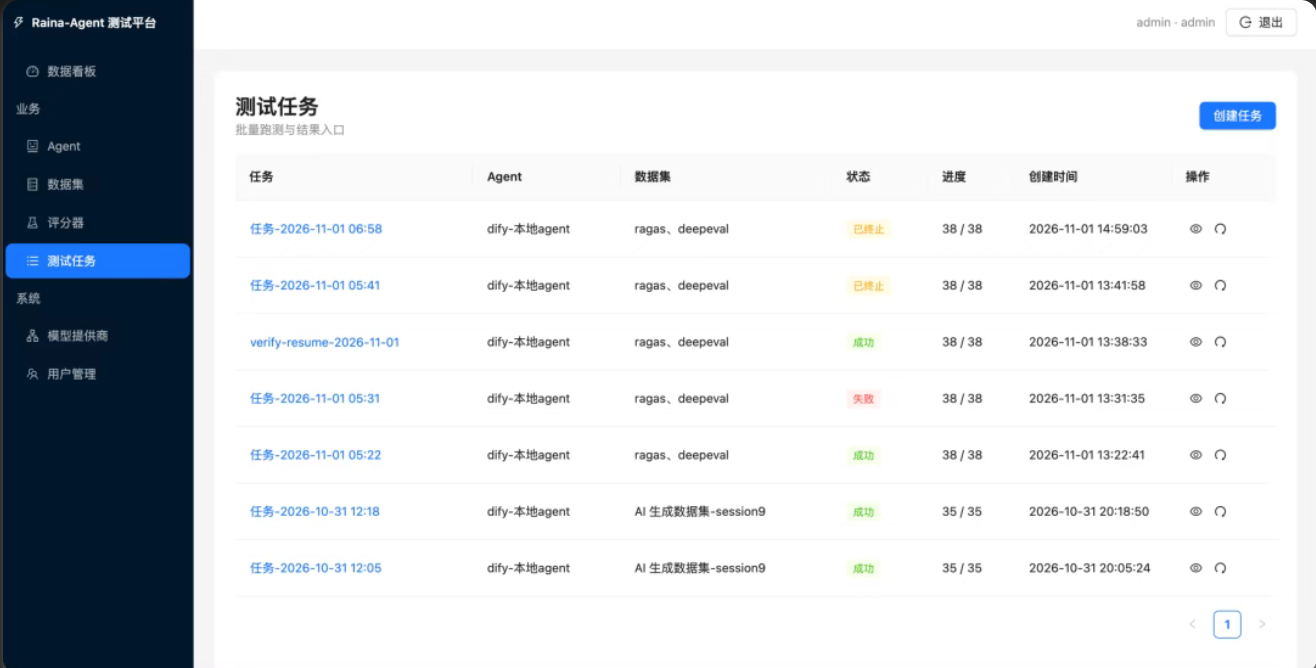 Raina-Agent 测试平台
admin · admin
退出
数据看板
业务
Agent
数据集
评分器
测试任务
系统
模型提供商
用户管理
测试任务
批量跑测与结果入口
创建任务
任务 Agent 数据集 状态 进度 创建时间 操作
任务-2026-11-01 06:58 dify-本地agent ragas、deepeval 已终止 38 / 38 2026-11-01 14:59:03
任务-2026-11-01 05:41 dify-本地agent ragas、deepeval 已终止 38 / 38 2026-11-01 13:41:58
verify-resume-2026-11-01 dify-本地agent ragas、deepeval 成功 38 / 38 2026-11-01 13:38:33
任务-2026-11-01 05:31 dify-本地agent ragas、deepeval 失败 38 / 38 2026-11-01 13:31:35
任务-2026-11-01 05:22 dify-本地agent ragas、deepeval 成功 38 / 38 2026-11-01 13:22:41
任务-2026-10-31 12:18 dify-本地agent AI 生成数据集-session9 成功 35 / 35 2026-10-31 20:18:50
任务-2026-10-31 12:05 dify-本地agent AI 生成数据集-session9 成功 35 / 35 2026-10-31 20:05:24
1